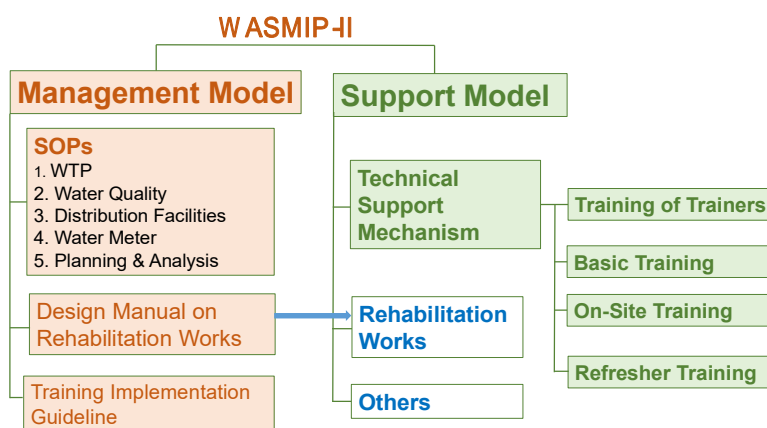 WASMIP-II
Management Model
SOPs
1. WTP
2. Water Quality
3. Distribution Facilities
4. Water Meter
5. Planning & Analysis
Design Manual on
Rehabilitation Works
Training Implementation
Guideline
Support Model
Technical
Support
Mechanism
Rehabilitation
Works
Others
Training of Trainers
Basic Training
On-Site Training
Refresher Training